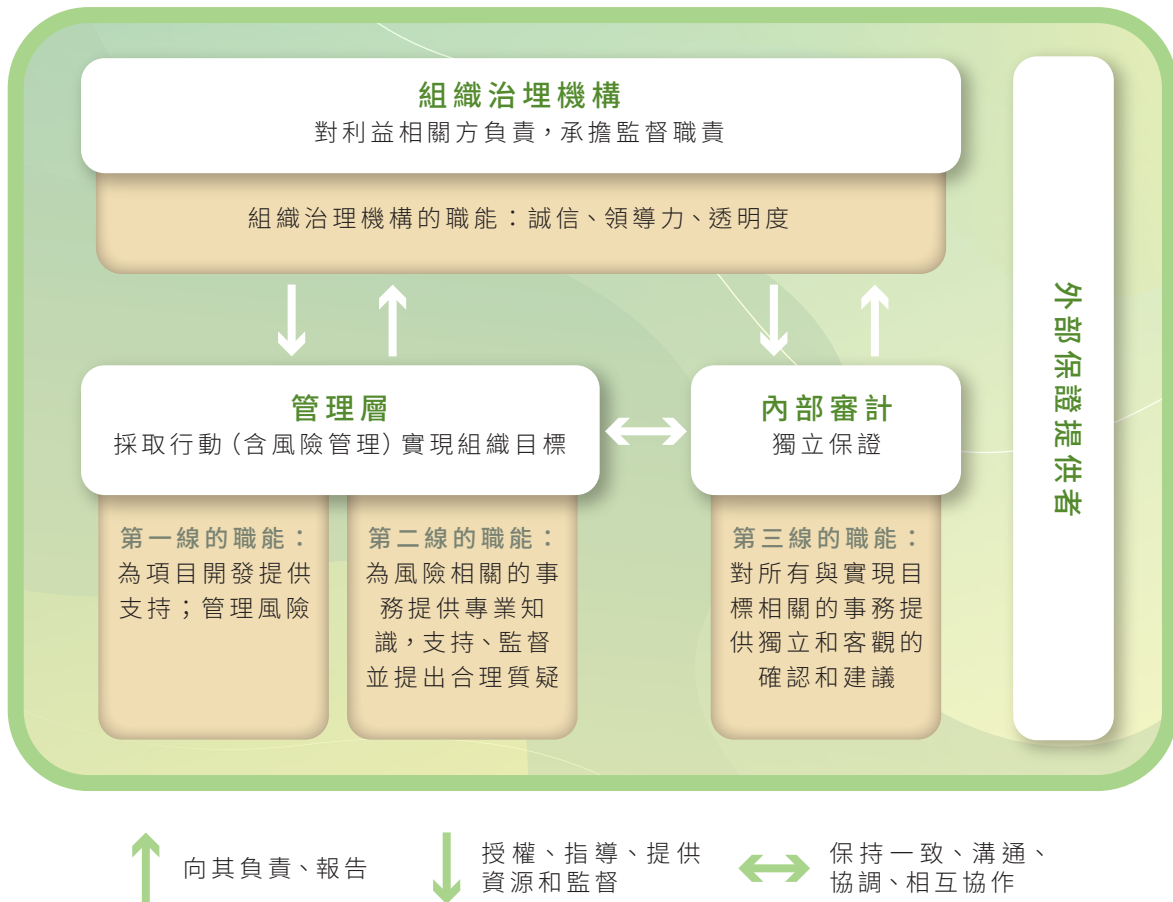 組織治埋機構
對利益相關方負責，承擔監督職責
組織治理機構的職能：誠信、領導力、透明度
管理層
採取行動（含風險管理）實現組織目標
內部審計
獨立保證
第一線的職能：
為項目開發提供
支持；管理風險
第二線的職能：
為風險相關的事
務提供專業知
識，支持、監督
並提出合理質疑
第三線的職能：
對所有與實現目
標相關的事務提
供獨立和客觀的
確認和建議
外部保證提供者
向其負責、報告
授權、指導、提供
資源和監督
保持一致、溝通、
協調、相互協作